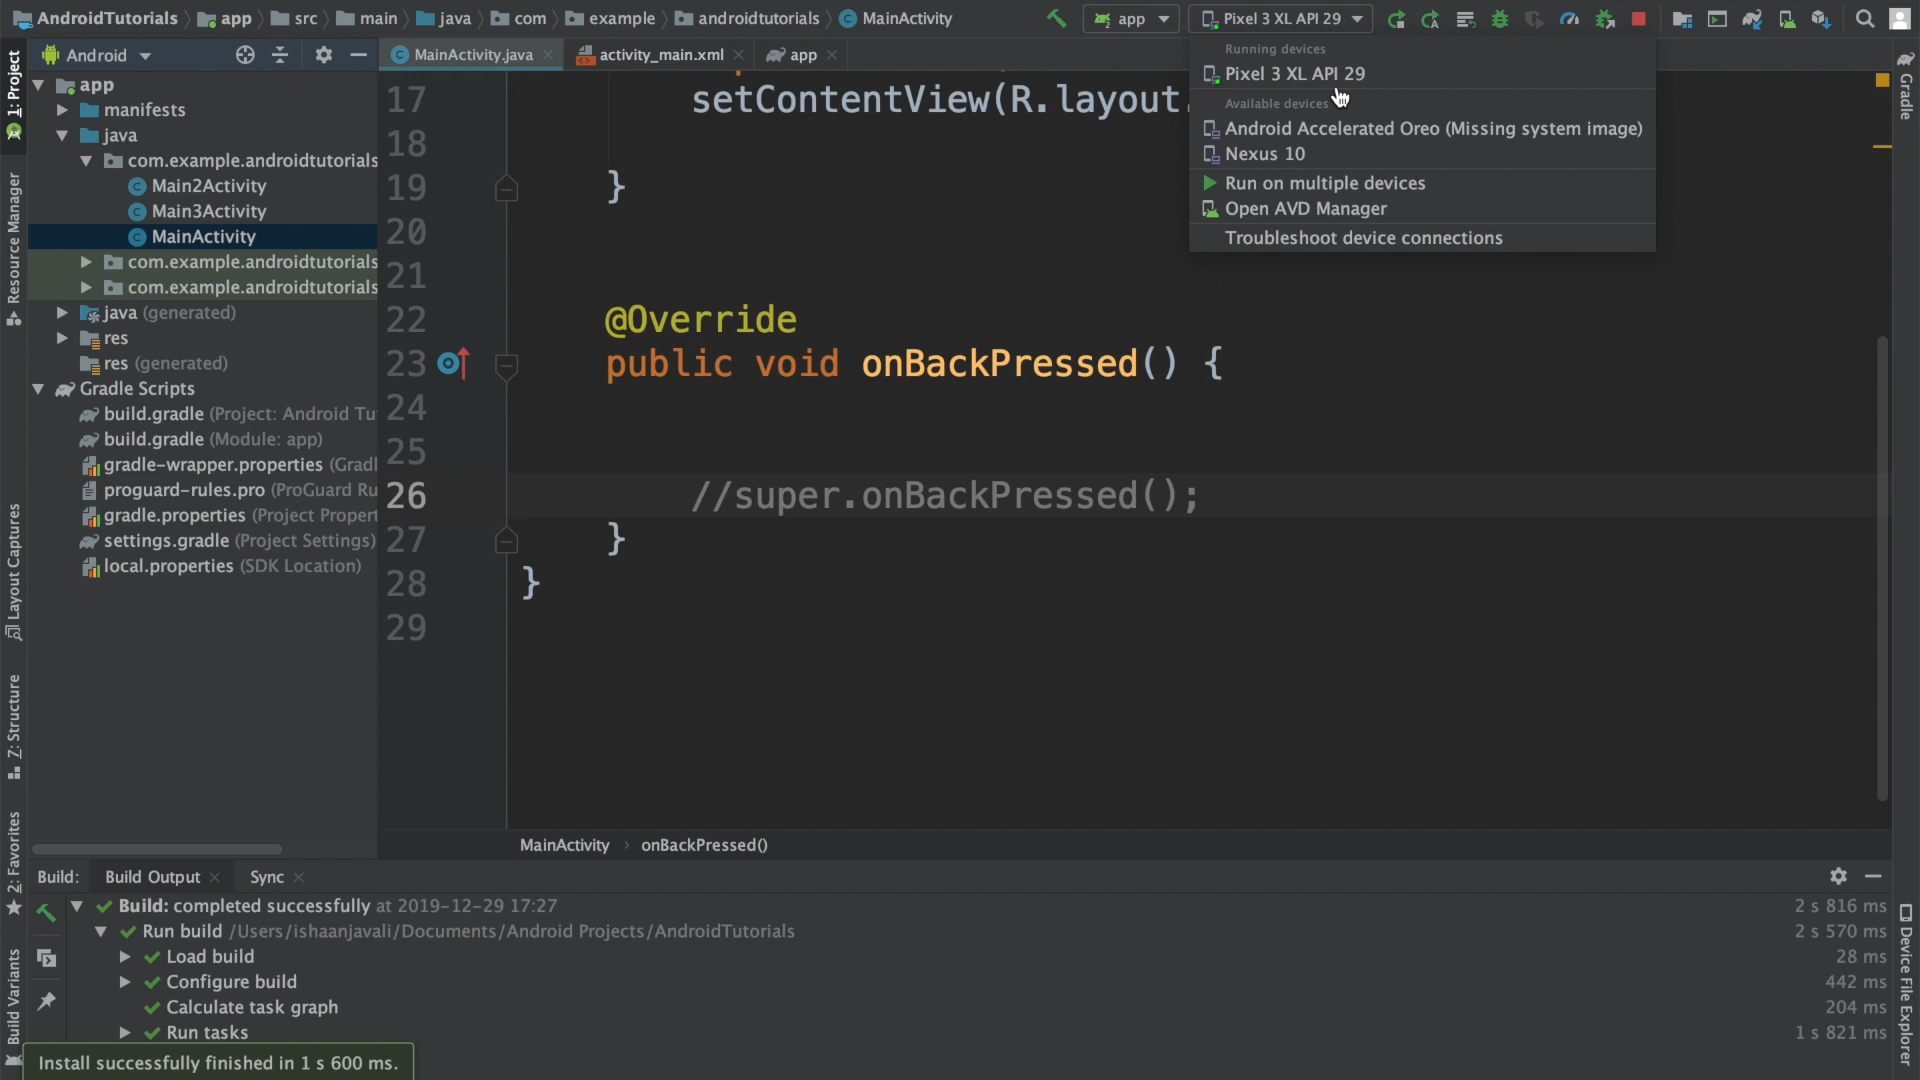 AndroidTutorials app src main java com example androidtutorials MainActivity
app Pixel 3 XL API 29
1: Project
Resource Manager
Layout Captures
Z: Structure
2: Favorites
Build Variants
Android
app
manifests
java
com.example.androidtutorials
Main2Activity
Main3Activity
MainActivity
com.example.androidtutorials
com.example.androidtutorials
java (generated)
res
res (generated)
Gradle Scripts
build.gradle (Project: Android Tu
build.gradle (Module: app)
gradle-wrapper.properties (Grad
proguard-rules.pro (ProGuard Ru
gradle.properties (Project Propert
settings.gradle (Project Settings)
local.properties (SDK Location)
MainActivity.java activity_main.xml app
17 setContentView(R.layout.
18
19 }
20
21
22 @Override
23 public void onBackPressed() {
24
25
26 //super.onBackPressed();
27 }
28 }
29
MainActivity onBackPressed()
Running devices
Pixel 3 XL API 29
Available devices
Android Accelerated Oreo (Missing system image)
Nexus 10
Run on multiple devices
Open AVD Manager
Troubleshoot device connections
Gradle
Device File Explorer
Build: Build Output Sync
Build: completed successfully at 2019-12-29 17:27 2 s 816 ms
Run build /Users/ishaanjavali/Documents/Android Projects/AndroidTutorials 2 s 570 ms
Load build 28 ms
Configure build 442 ms
Calculate task graph 204 ms
Run tasks 1 s 821 ms
Install successfully finished in 1 s 600 ms.